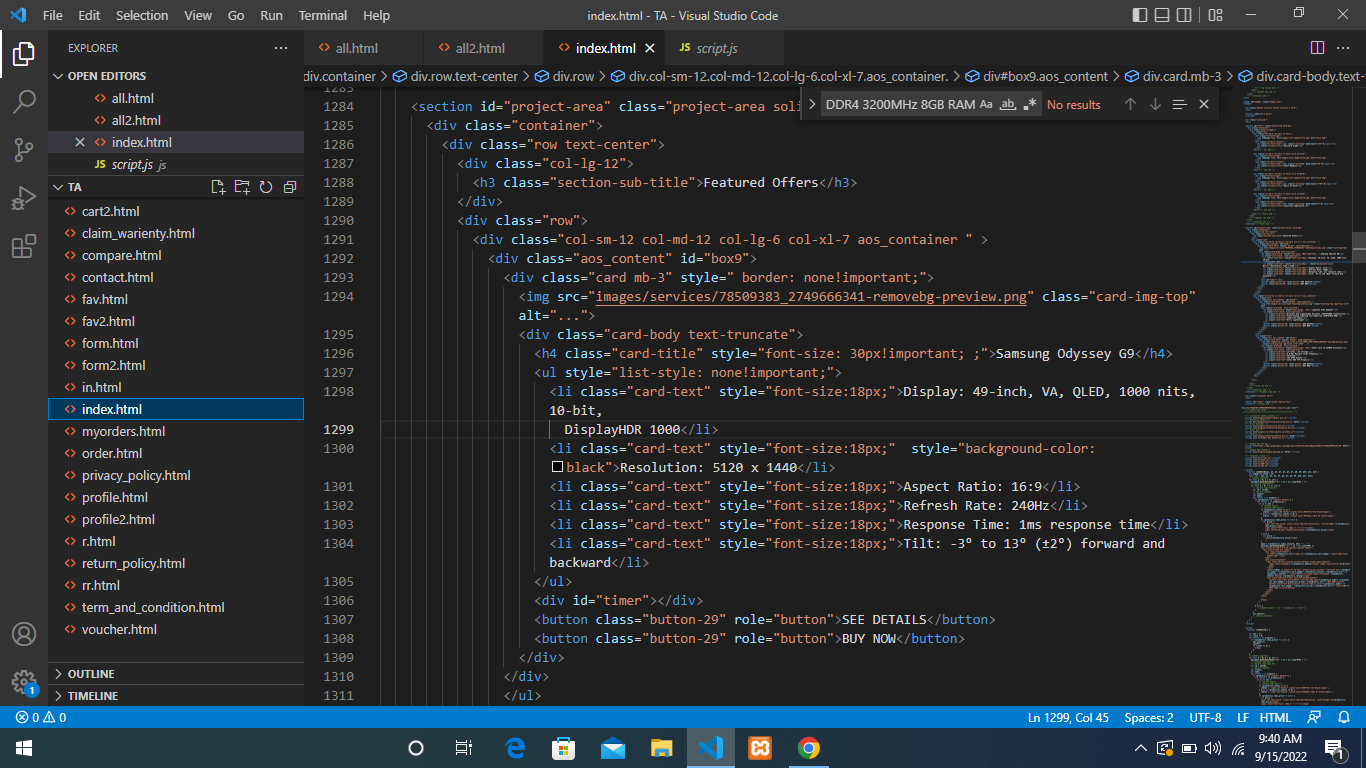 File Edit Selection View Go Run Terminal Help
index.html - TA - Visual Studio Code
EXPLORER
OPEN EDITORS
all.html
all2.html
index.html
script.js js
TA
cart2.html
claim_warienty.html
compare.html
contact.html
fav.html
fav2.html
form.html
form2.html
in.html
index.html
myorders.html
order.html
privacy_policy.html
profile.html
profile2.html
r.html
return_policy.html
rr.html
term_and_condition.html
voucher.html
OUTLINE
TIMELINE
all.html
all2.html
index.html
JS script.js
div.container > div.row.text-center > div.row > div.col-sm-12.col-md-12.col-lg-6.col-xl-7.aos_container. > div#box9.aos_content > div.card.mb-3 > div.card-body.text-
DDR4 3200MHz 8GB RAM Aa ab No results
1283
1284 <section id="project-area" class="project-area soli
1285 <div class="container">
1286 <div class="row text-center">
1287 <div class="col-lg-12">
1288 <h3 class="section-sub-title">Featured Offers</h3>
1289 </div>
1290 <div class="row">
1291 <div class="col-sm-12 col-md-12 col-lg-6 col-xl-7 aos_container " >
1292 <div class="aos_content" id="box9">
1293 <div class="card mb-3" style=" border: none!important;">
1294 <img src="images/services/78509383_2749666341-removebg-preview.png" class="card-img-top"
alt="...">
1295 <div class="card-body text-truncate">
1296 <h4 class="card-title" style="font-size: 30px!important; ;">Samsung Odyssey G9</h4>
1297 <ul style="list-style: none!important;">
1298 <li class="card-text" style="font-size:18px;">Display: 49-inch, VA, QLED, 1000 nits,
10-bit,
1299 DisplayHDR 1000</li>
1300 <li class="card-text" style="font-size:18px;" style="background-color:
black">Resolution: 5120 x 1440</li>
1301 <li class="card-text" style="font-size:18px;">Aspect Ratio: 16:9</li>
1302 <li class="card-text" style="font-size:18px;">Refresh Rate: 240Hz</li>
1303 <li class="card-text" style="font-size:18px;">Response Time: 1ms response time</li>
1304 <li class="card-text" style="font-size:18px;">Tilt: -3º to 13º (±2º) forward and
backward</li>
1305 </ul>
1306 <div id="timer"></div>
1307 <button class="button-29" role="button">SEE DETAILS</button>
1308 <button class="button-29" role="button">BUY NOW</button>
1309 </div>
1310 </div>
1311 </ul>
1
0 0
Ln 1299, Col 45 Spaces: 2 UTF-8 LF HTML
9:40 AM
9/15/2022
1